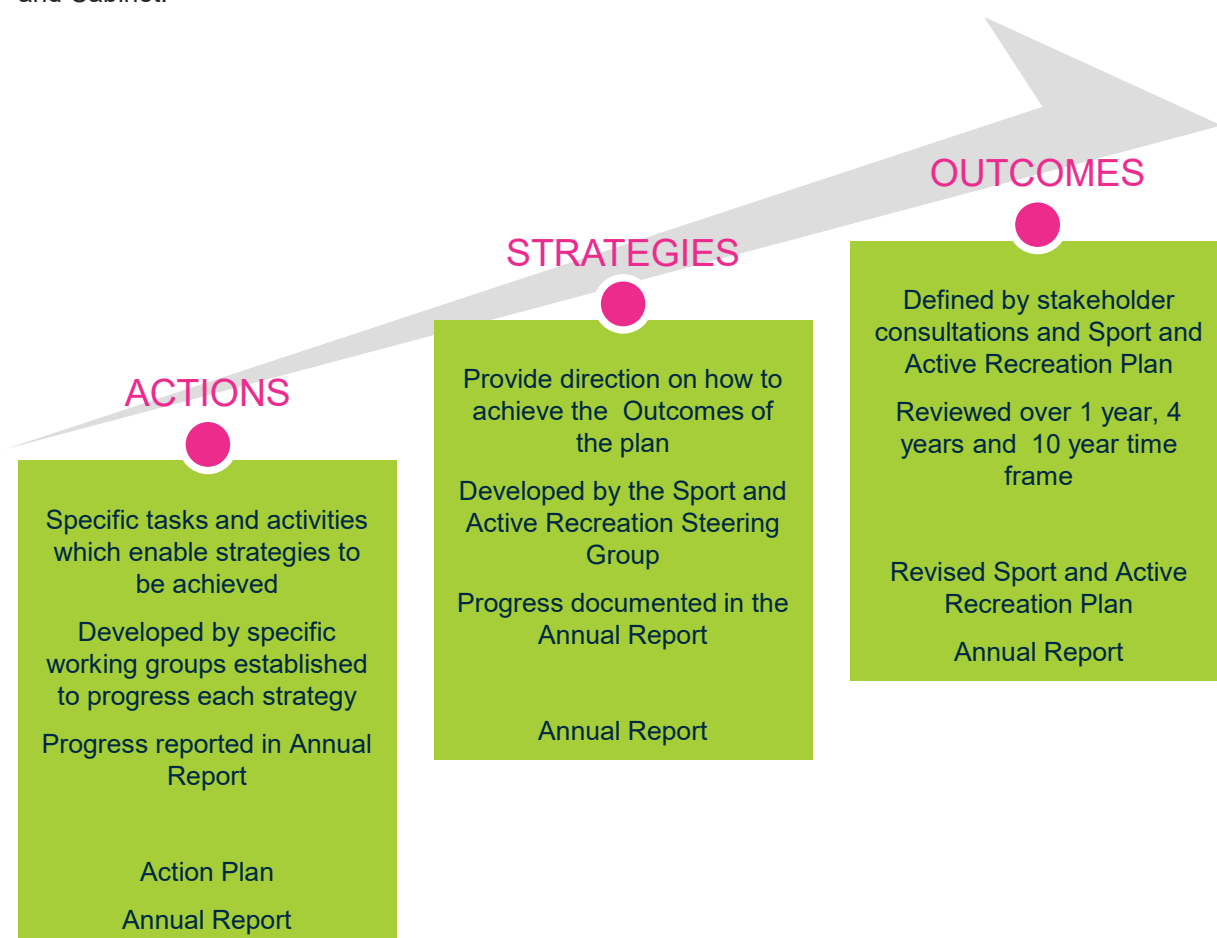 and Cabinet.
ACTIONS
Specific tasks and activities
which enable strategies to
be achieved
Developed by specific
working groups established
to progress each strategy
Progress reported in Annual
Report
Action Plan
Annual Report
STRATEGIES
Provide direction on how to
achieve the  Outcomes of
the plan
Developed by the Sport and
Active Recreation Steering
Group
Progress documented in the
Annual Report
Annual Report
OUTCOMES
Defined by stakeholder
consultations and Sport and
Active Recreation Plan
Reviewed over 1 year, 4
years and  10 year time
frame
Revised Sport and Active
Recreation Plan
Annual Report